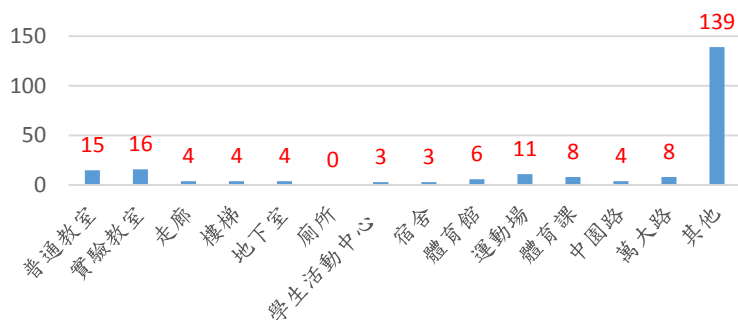 150
100
50
0
15
16
4
4
4
0
3
3
6
11
8
4
8
139
普通教室
實驗教室
走廊
樓梯
地下室
廁所
學生活動中心
宿舍
體育館
運動場
體育課
中園路
萬大路
其他